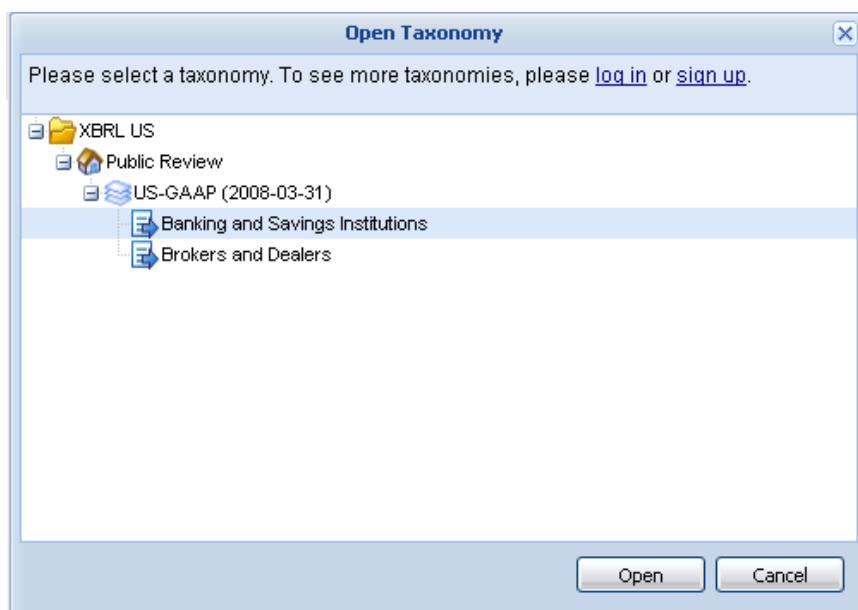 Open Taxonomy
Please select a taxonomy. To see more taxonomies, please log in or sign up.
XBRL US
Public Review
US-GAAP (2008-03-31)
Banking and Savings Institutions
Brokers and Dealers
Open Cancel